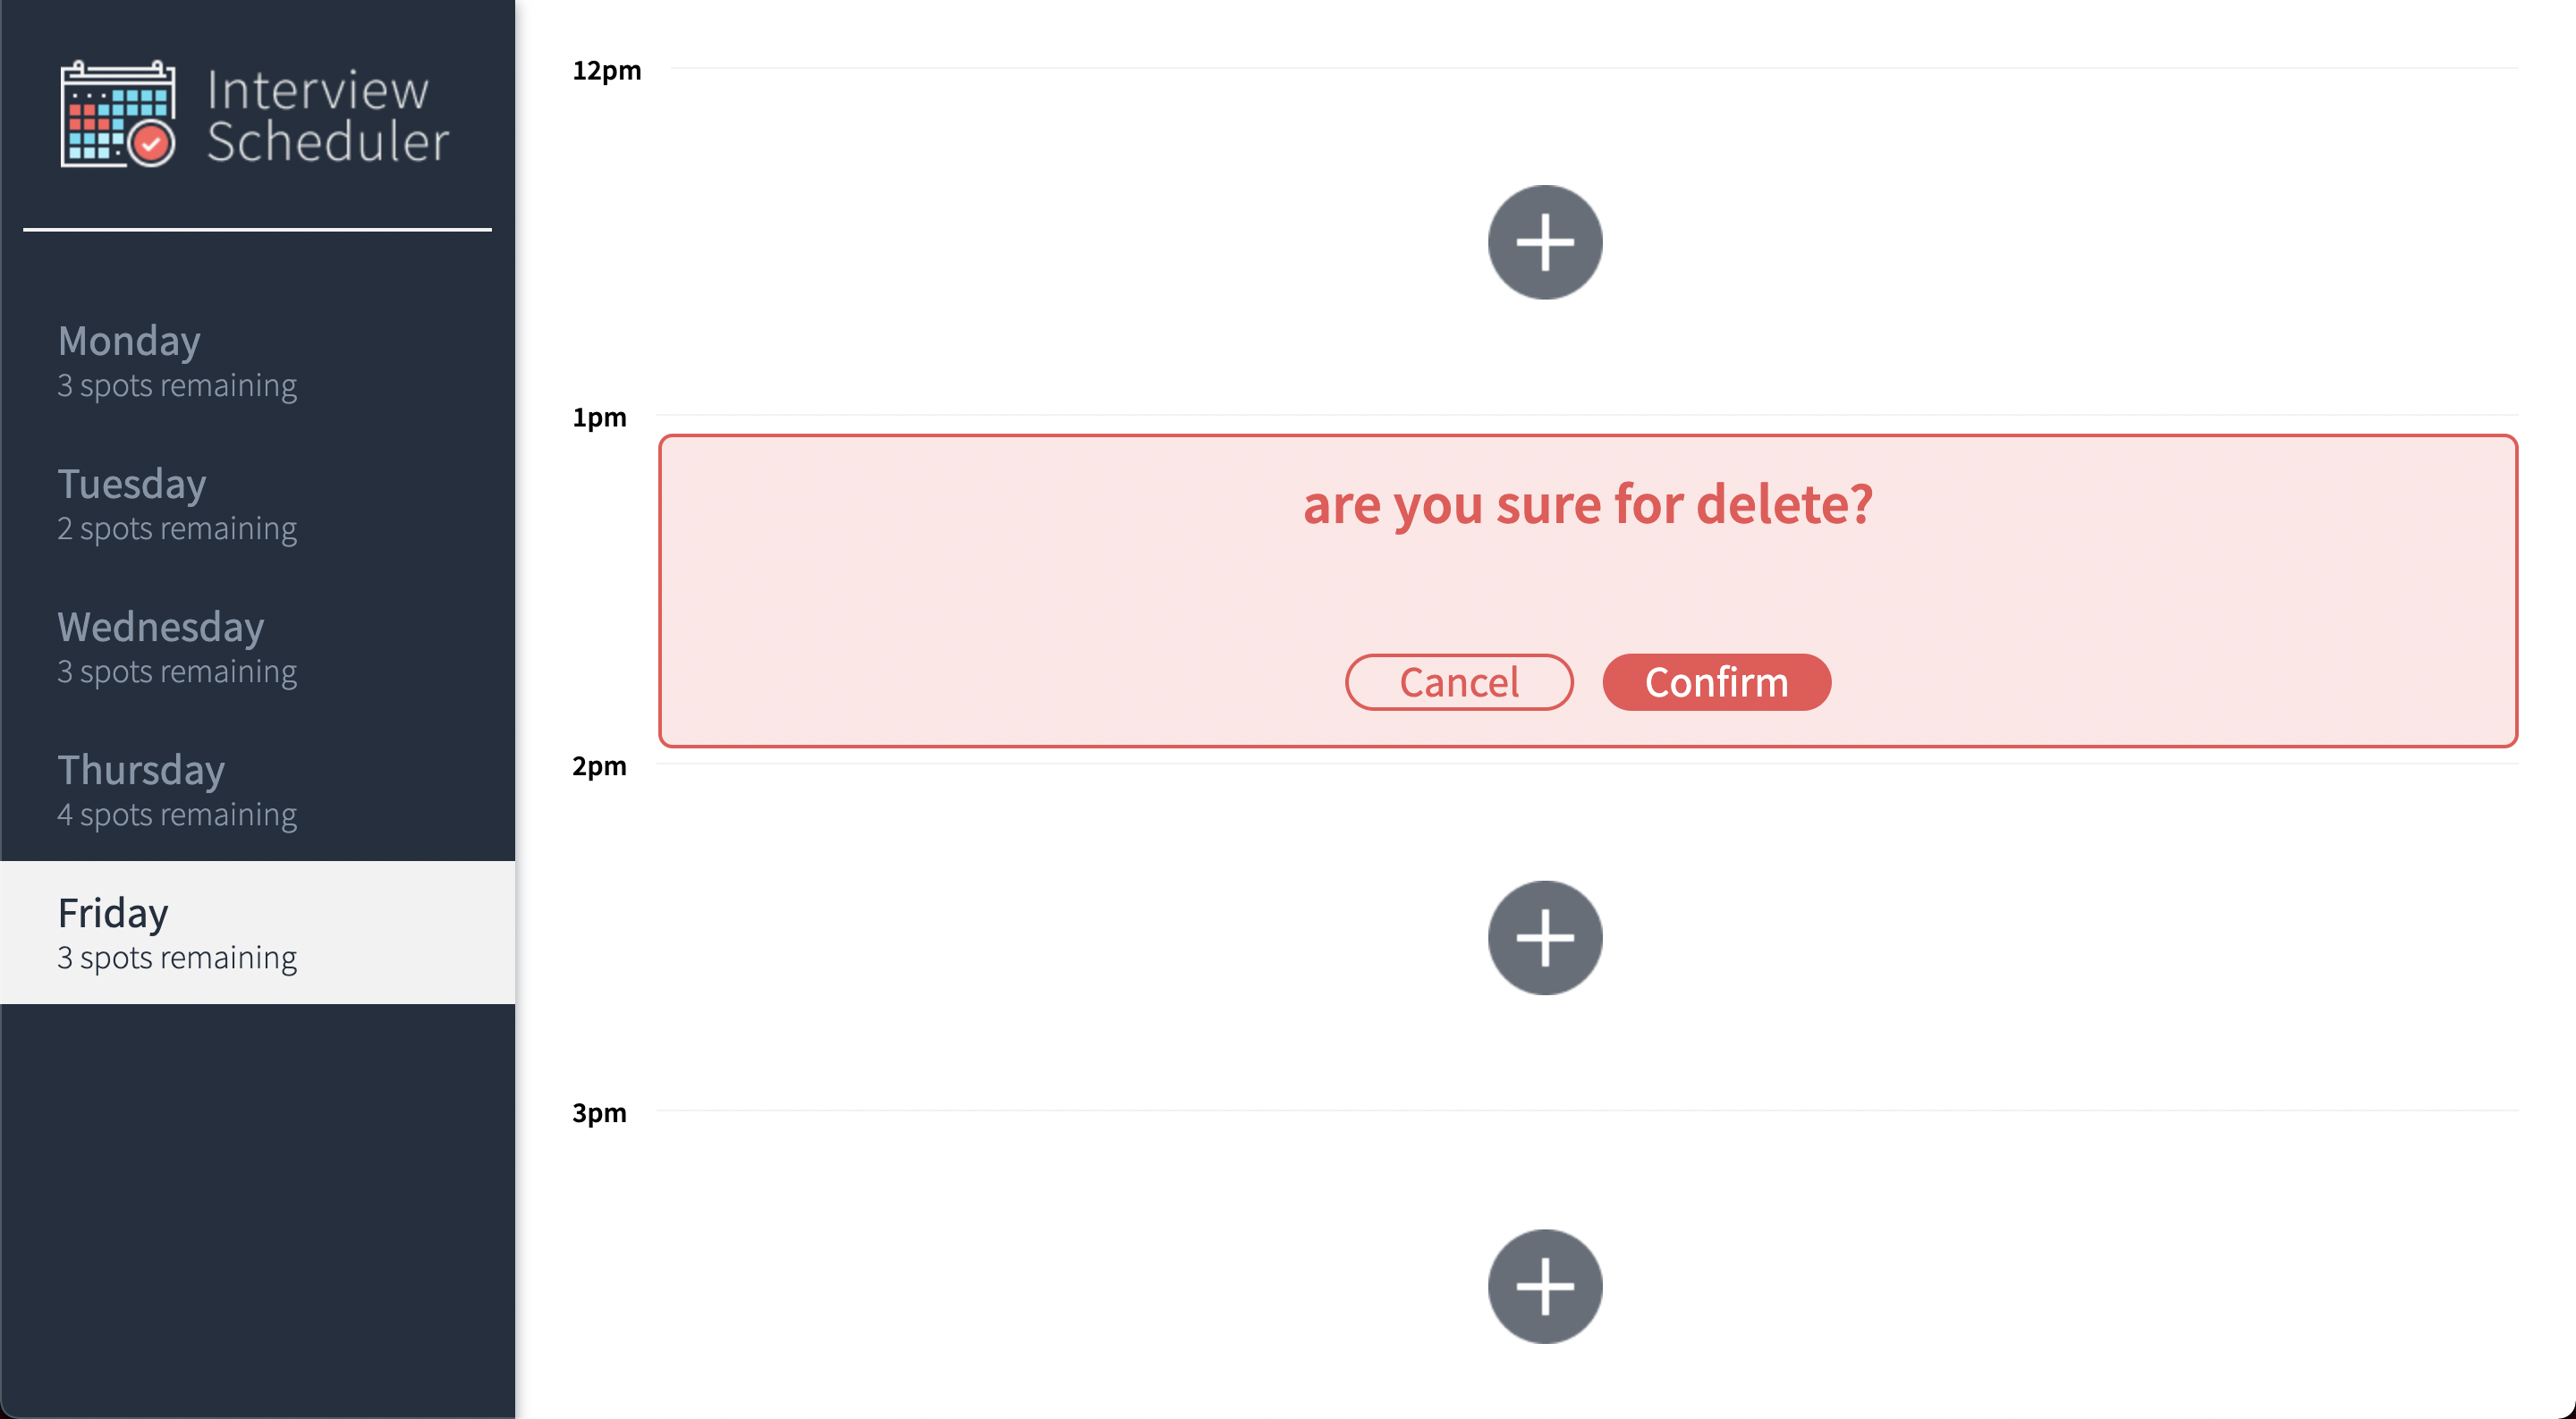 Interview
Scheduler
Monday
3 spots remaining
Tuesday
2 spots remaining
Wednesday
3 spots remaining
Thursday
4 spots remaining
Friday
3 spots remaining
12pm
1pm
are you sure for delete?
Cancel Confirm
2pm
3pm